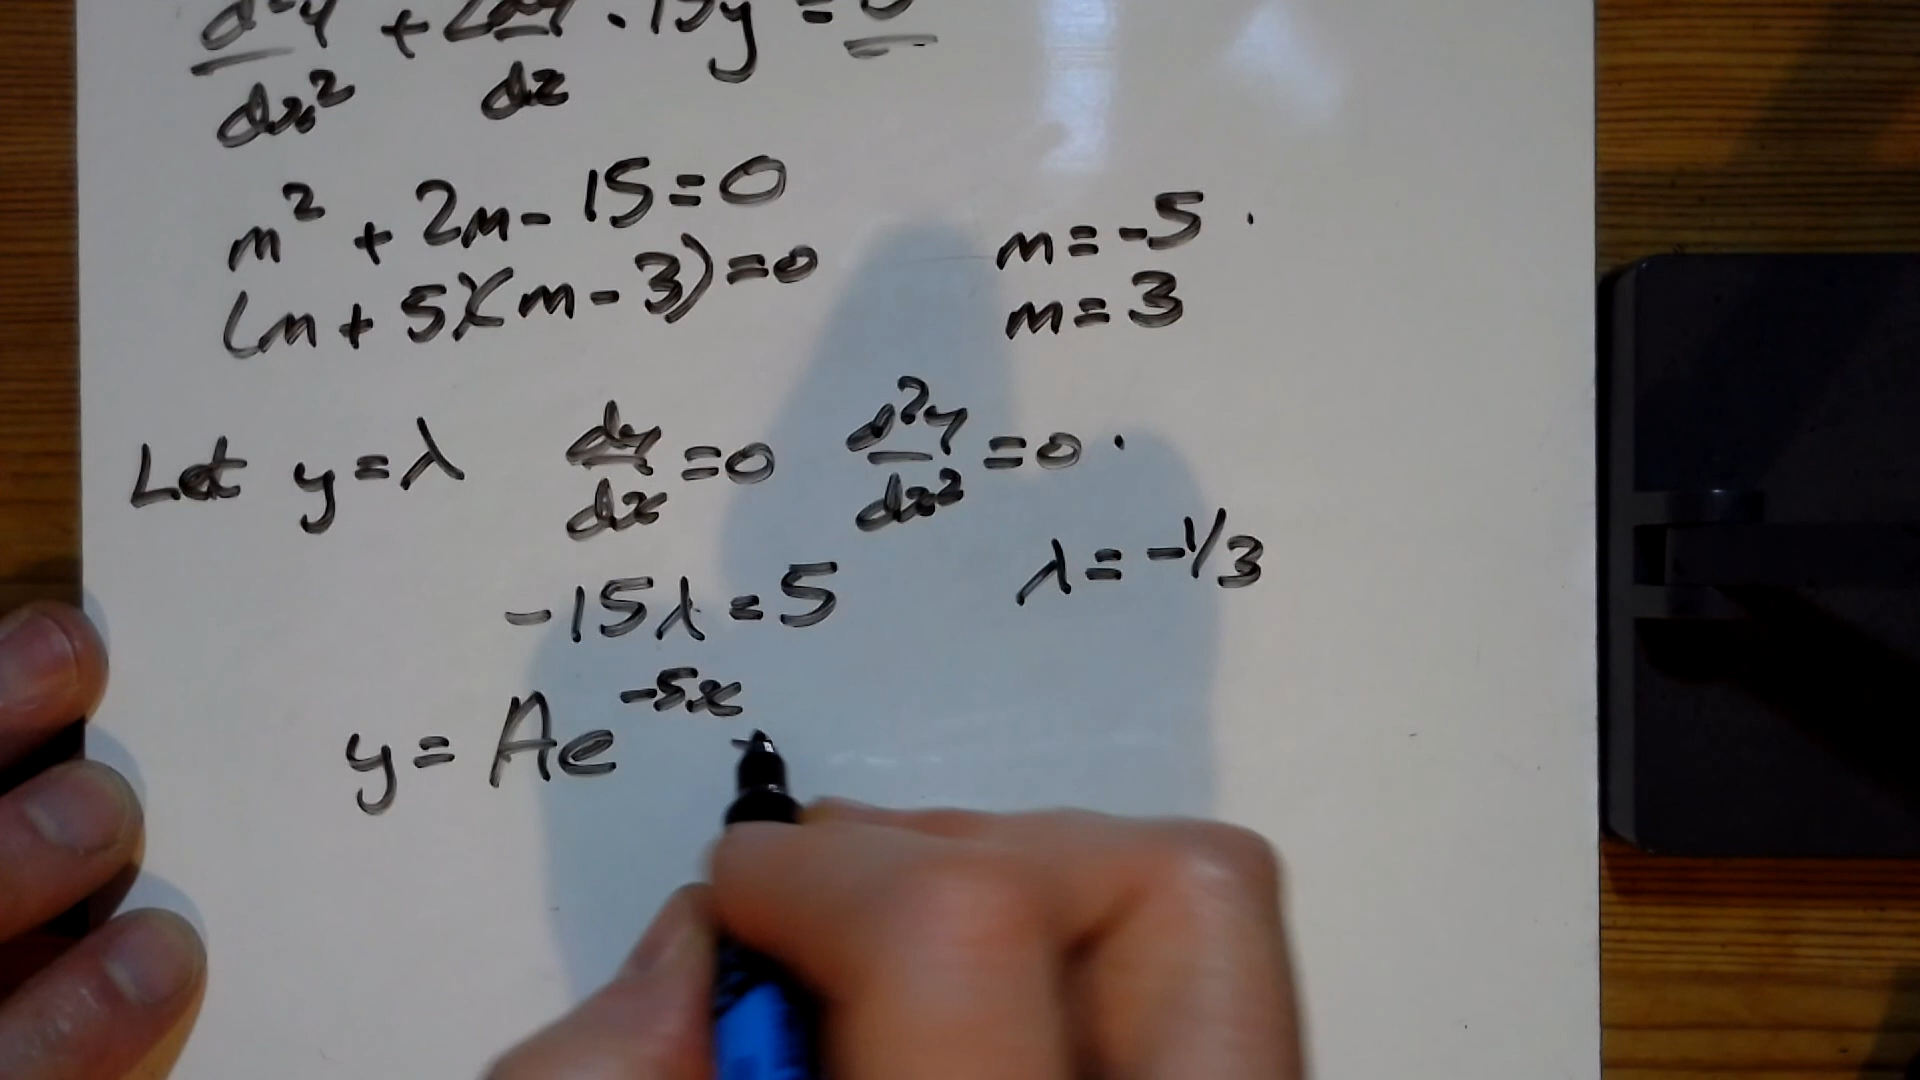 d²y/dx² + 2dy/dx - 15y = 5
m² + 2m - 15 = 0
(m + 5)(m - 3) = 0
m = -5
m = 3
Let y = λ dy/dx = 0 d²y/dx² = 0
-15λ = 5
λ = -1/3
y = Ae^-5x